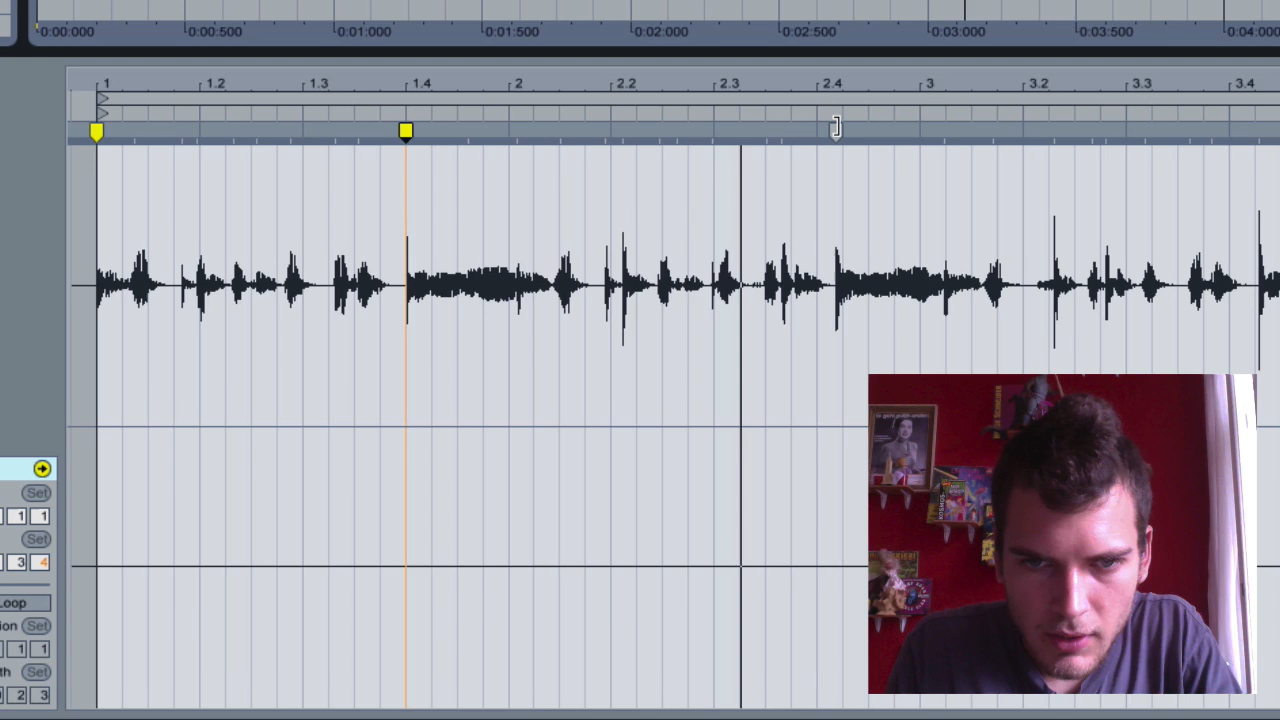 0:00:000 0:00:500 0:01:000 0:01:500 0:02:000 0:02:500 0:03:000 0:03:500 0:04:000
1 1.2 1.3 1.4 2 2.2 2.3 2.4 3 3.2 3.3 3.4
Set
1 1
Set
3 4
Loop
ion Set
1 1
th Set
2 3
KOSMOS